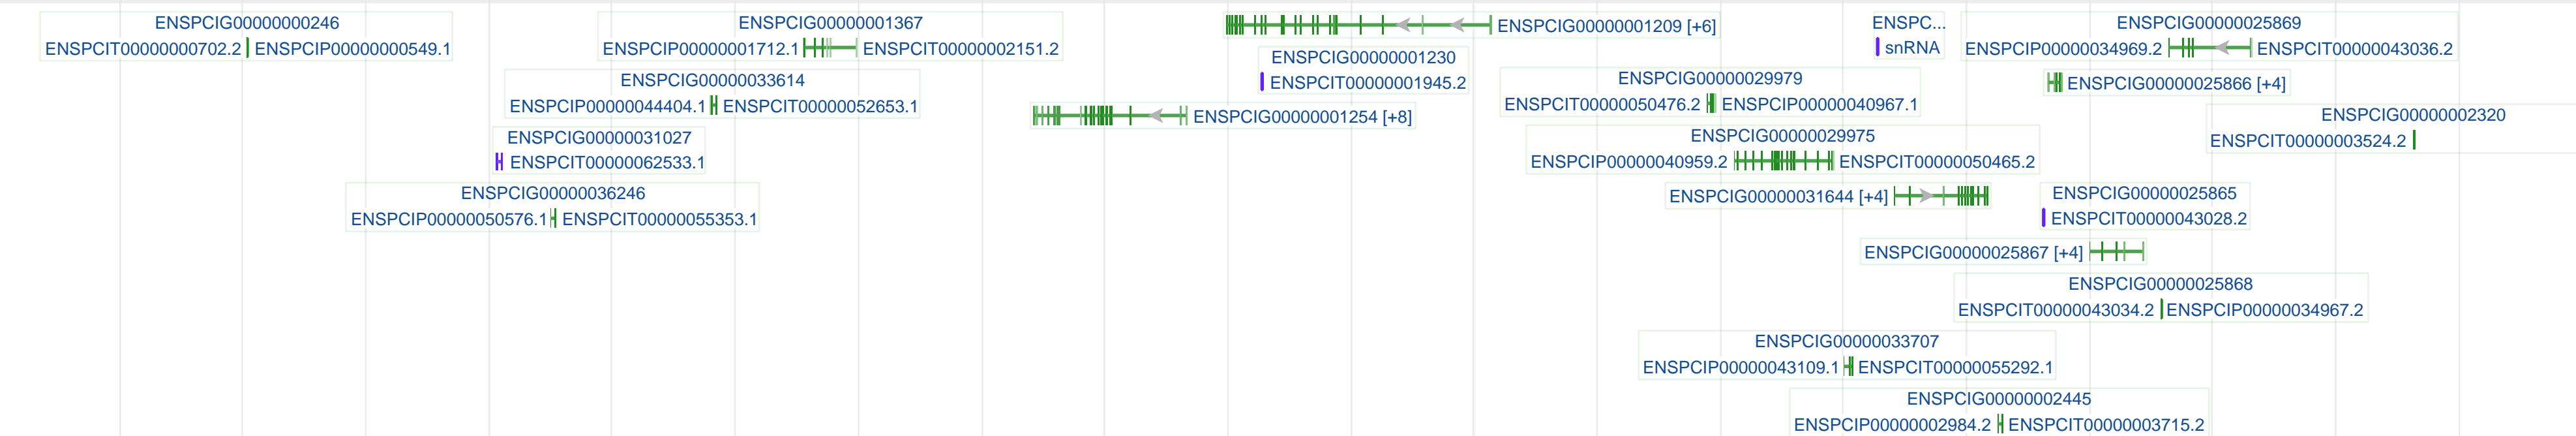 ENSPCIG00000000246
ENSPCIT00000000702.2 ENSPCIP00000000549.1
ENSPCIG00000001367
ENSPCIP00000001712.1 ENSPCIT00000002151.2
ENSPCIG00000033614
ENSPCIP00000044404.1 ENSPCIT00000052653.1
ENSPCIG00000031027
ENSPCIT00000062533.1
ENSPCIG00000036246
ENSPCIP00000050576.1 ENSPCIT00000055353.1
ENSPCIG00000001209 [+6]
ENSPCIG00000001230
ENSPCIT00000001945.2
ENSPCIG00000001254 [+8]
ENSPC...
snRNA
ENSPCIG00000025869
ENSPCIP00000034969.2 ENSPCIT00000043036.2
ENSPCIG00000029979
ENSPCIT00000050476.2 ENSPCIP00000040967.1
ENSPCIG00000025866 [+4]
ENSPCIG00000002320
ENSPCIT00000003524.2
ENSPCIG00000029975
ENSPCIP00000040959.2 ENSPCIT00000050465.2
ENSPCIG00000031644 [+4]
ENSPCIG00000025865
ENSPCIT00000043028.2
ENSPCIG00000025867 [+4]
ENSPCIG00000025868
ENSPCIT00000043034.2 ENSPCIP00000034967.2
ENSPCIG00000033707
ENSPCIP00000043109.1 ENSPCIT00000055292.1
ENSPCIG00000002445
ENSPCIP00000002984.2 ENSPCIT00000003715.2